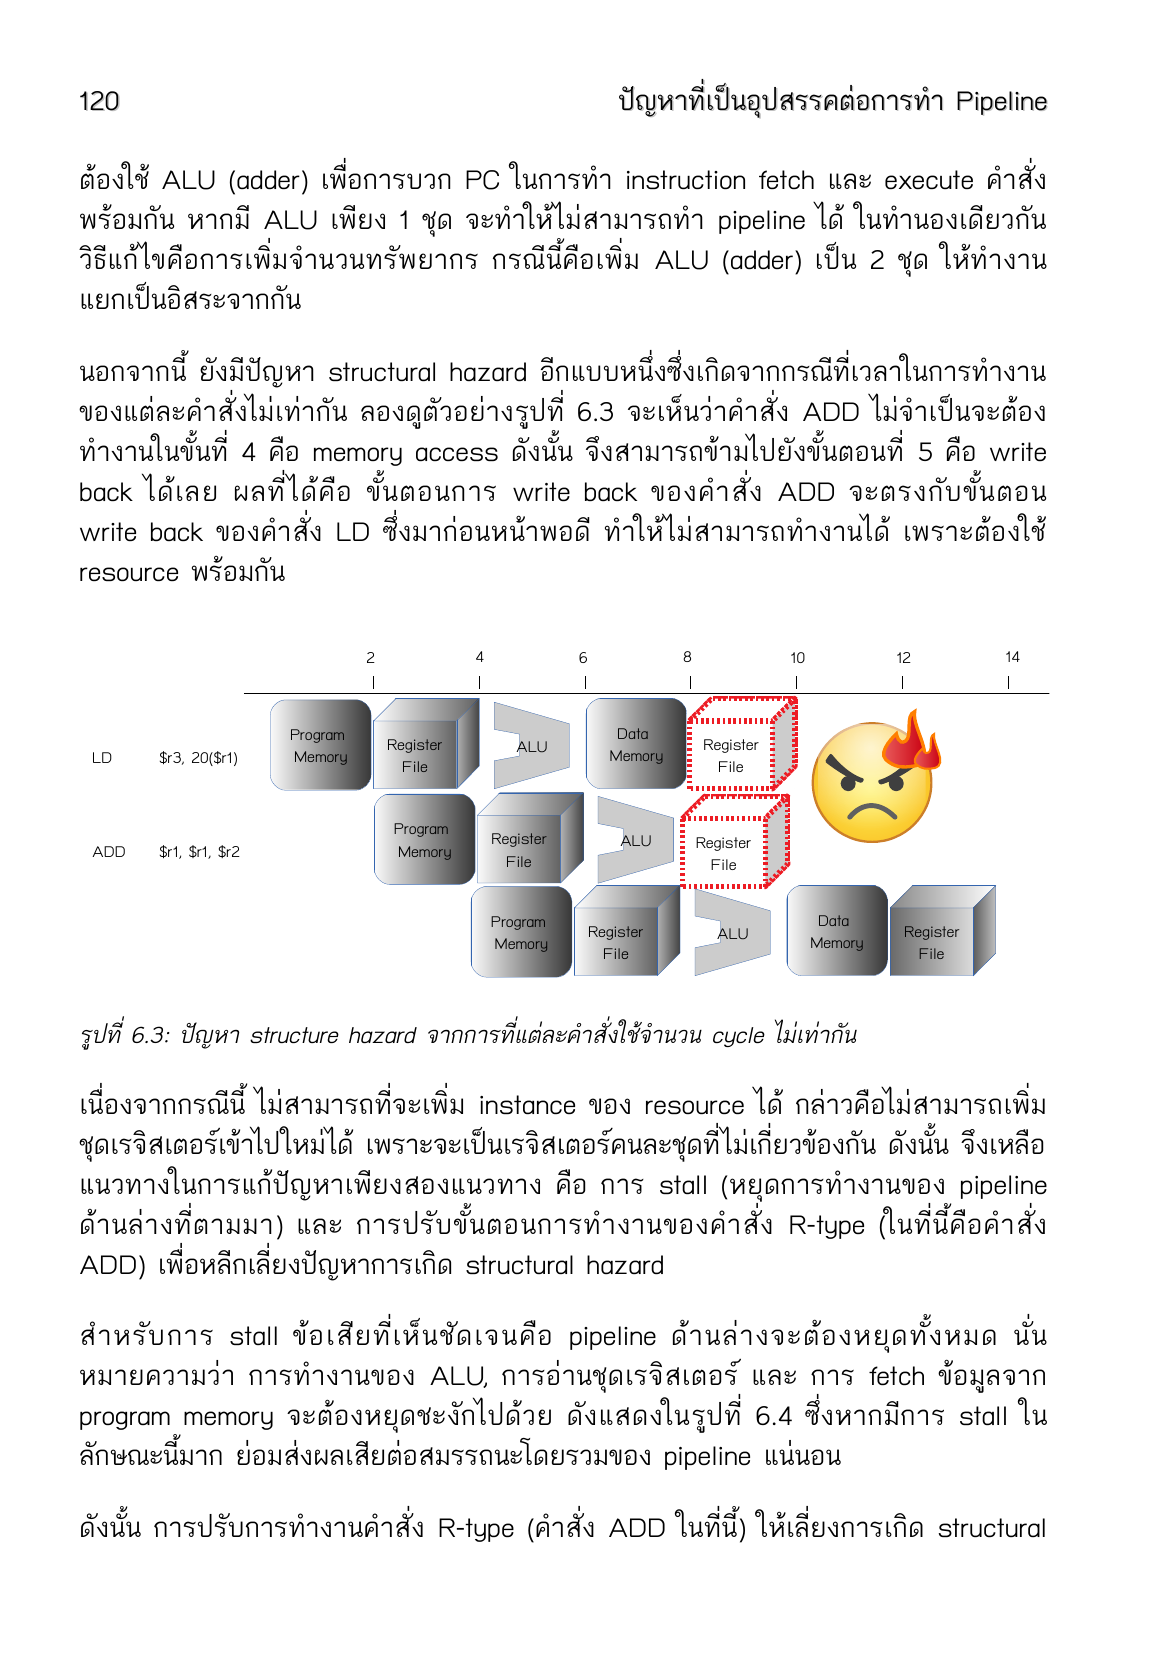 120 ปัญหาที่เป็นอุปสรรคต่อการทำ Pipeline
ต้องใช้ ALU (adder) เพื่อการบวก PC ในการทำ instruction fetch และ execute คำสั่ง
พร้อมกัน หากมี ALU เพียง 1 ชุด จะทำให้ไม่สามารถทำ pipeline ได้ ในทำนองเดียวกัน
วิธีแก้ไขคือการเพิ่มจำนวนทรัพยากร กรณีนี้คือเพิ่ม ALU (adder) เป็น 2 ชุด ให้ทำงาน
แยกเป็นอิสระจากกัน
นอกจากนี้ ยังมีปัญหา structural hazard อีกแบบหนึ่งซึ่งเกิดจากกรณีที่เวลาในการทำงาน
ของแต่ละคำสั่งไม่เท่ากัน ลองดูตัวอย่างรูปที่ 6.3 จะเห็นว่าคำสั่ง ADD ไม่จำเป็นจะต้อง
ทำงานในขั้นที่ 4 คือ memory access ดังนั้น จึงสามารถข้ามไปยังขั้นตอนที่ 5 คือ write
back ได้เลย ผลที่ได้คือ ขั้นตอนการ write back ของคำสั่ง ADD จะตรงกับขั้นตอน
write back ของคำสั่ง LD ซึ่งมาก่อนหน้าพอดี ทำให้ไม่สามารถทำงานได้ เพราะต้องใช้
resource พร้อมกัน
2 4 6 8 10 12 14
LD $r3, 20($r1)
Program
Memory
Register
File
ALU
Data
Memory
Register
File
ADD $r1, $r1, $r2
Program
Memory
Register
File
ALU
Register
File
Program
Memory
Register
File
ALU
Data
Memory
Register
File
รูปที่ 6.3: ปัญหา structure hazard จากการที่แต่ละคำสั่งใช้จำนวน cycle ไม่เท่ากัน
เนื่องจากกรณีนี้ ไม่สามารถที่จะเพิ่ม instance ของ resource ได้ กล่าวคือไม่สามารถเพิ่ม
ชุดเรจิสเตอร์เข้าไปใหม่ได้ เพราะจะเป็นเรจิสเตอร์คนละชุดที่ไม่เกี่ยวข้องกัน ดังนั้น จึงเหลือ
แนวทางในการแก้ปัญหาเพียงสองแนวทาง คือ การ stall (หยุดการทำงานของ pipeline
ด้านล่างที่ตามมา) และ การปรับขั้นตอนการทำงานของคำสั่ง R-type (ในที่นี้คือคำสั่ง
ADD) เพื่อหลีกเลี่ยงปัญหาการเกิด structural hazard
สำหรับการ stall ข้อเสียที่เห็นชัดเจนคือ pipeline ด้านล่างจะต้องหยุดทั้งหมด นั่น
หมายความว่า การทำงานของ ALU, การอ่านชุดเรจิสเตอร์ และ การ fetch ข้อมูลจาก
program memory จะต้องหยุดชะงักไปด้วย ดังแสดงในรูปที่ 6.4 ซึ่งหากมีการ stall ใน
ลักษณะนี้มาก ย่อมส่งผลเสียต่อสมรรถนะโดยรวมของ pipeline แน่นอน
ดังนั้น การปรับการทำงานคำสั่ง R-type (คำสั่ง ADD ในที่นี้) ให้เลี่ยงการเกิด structural